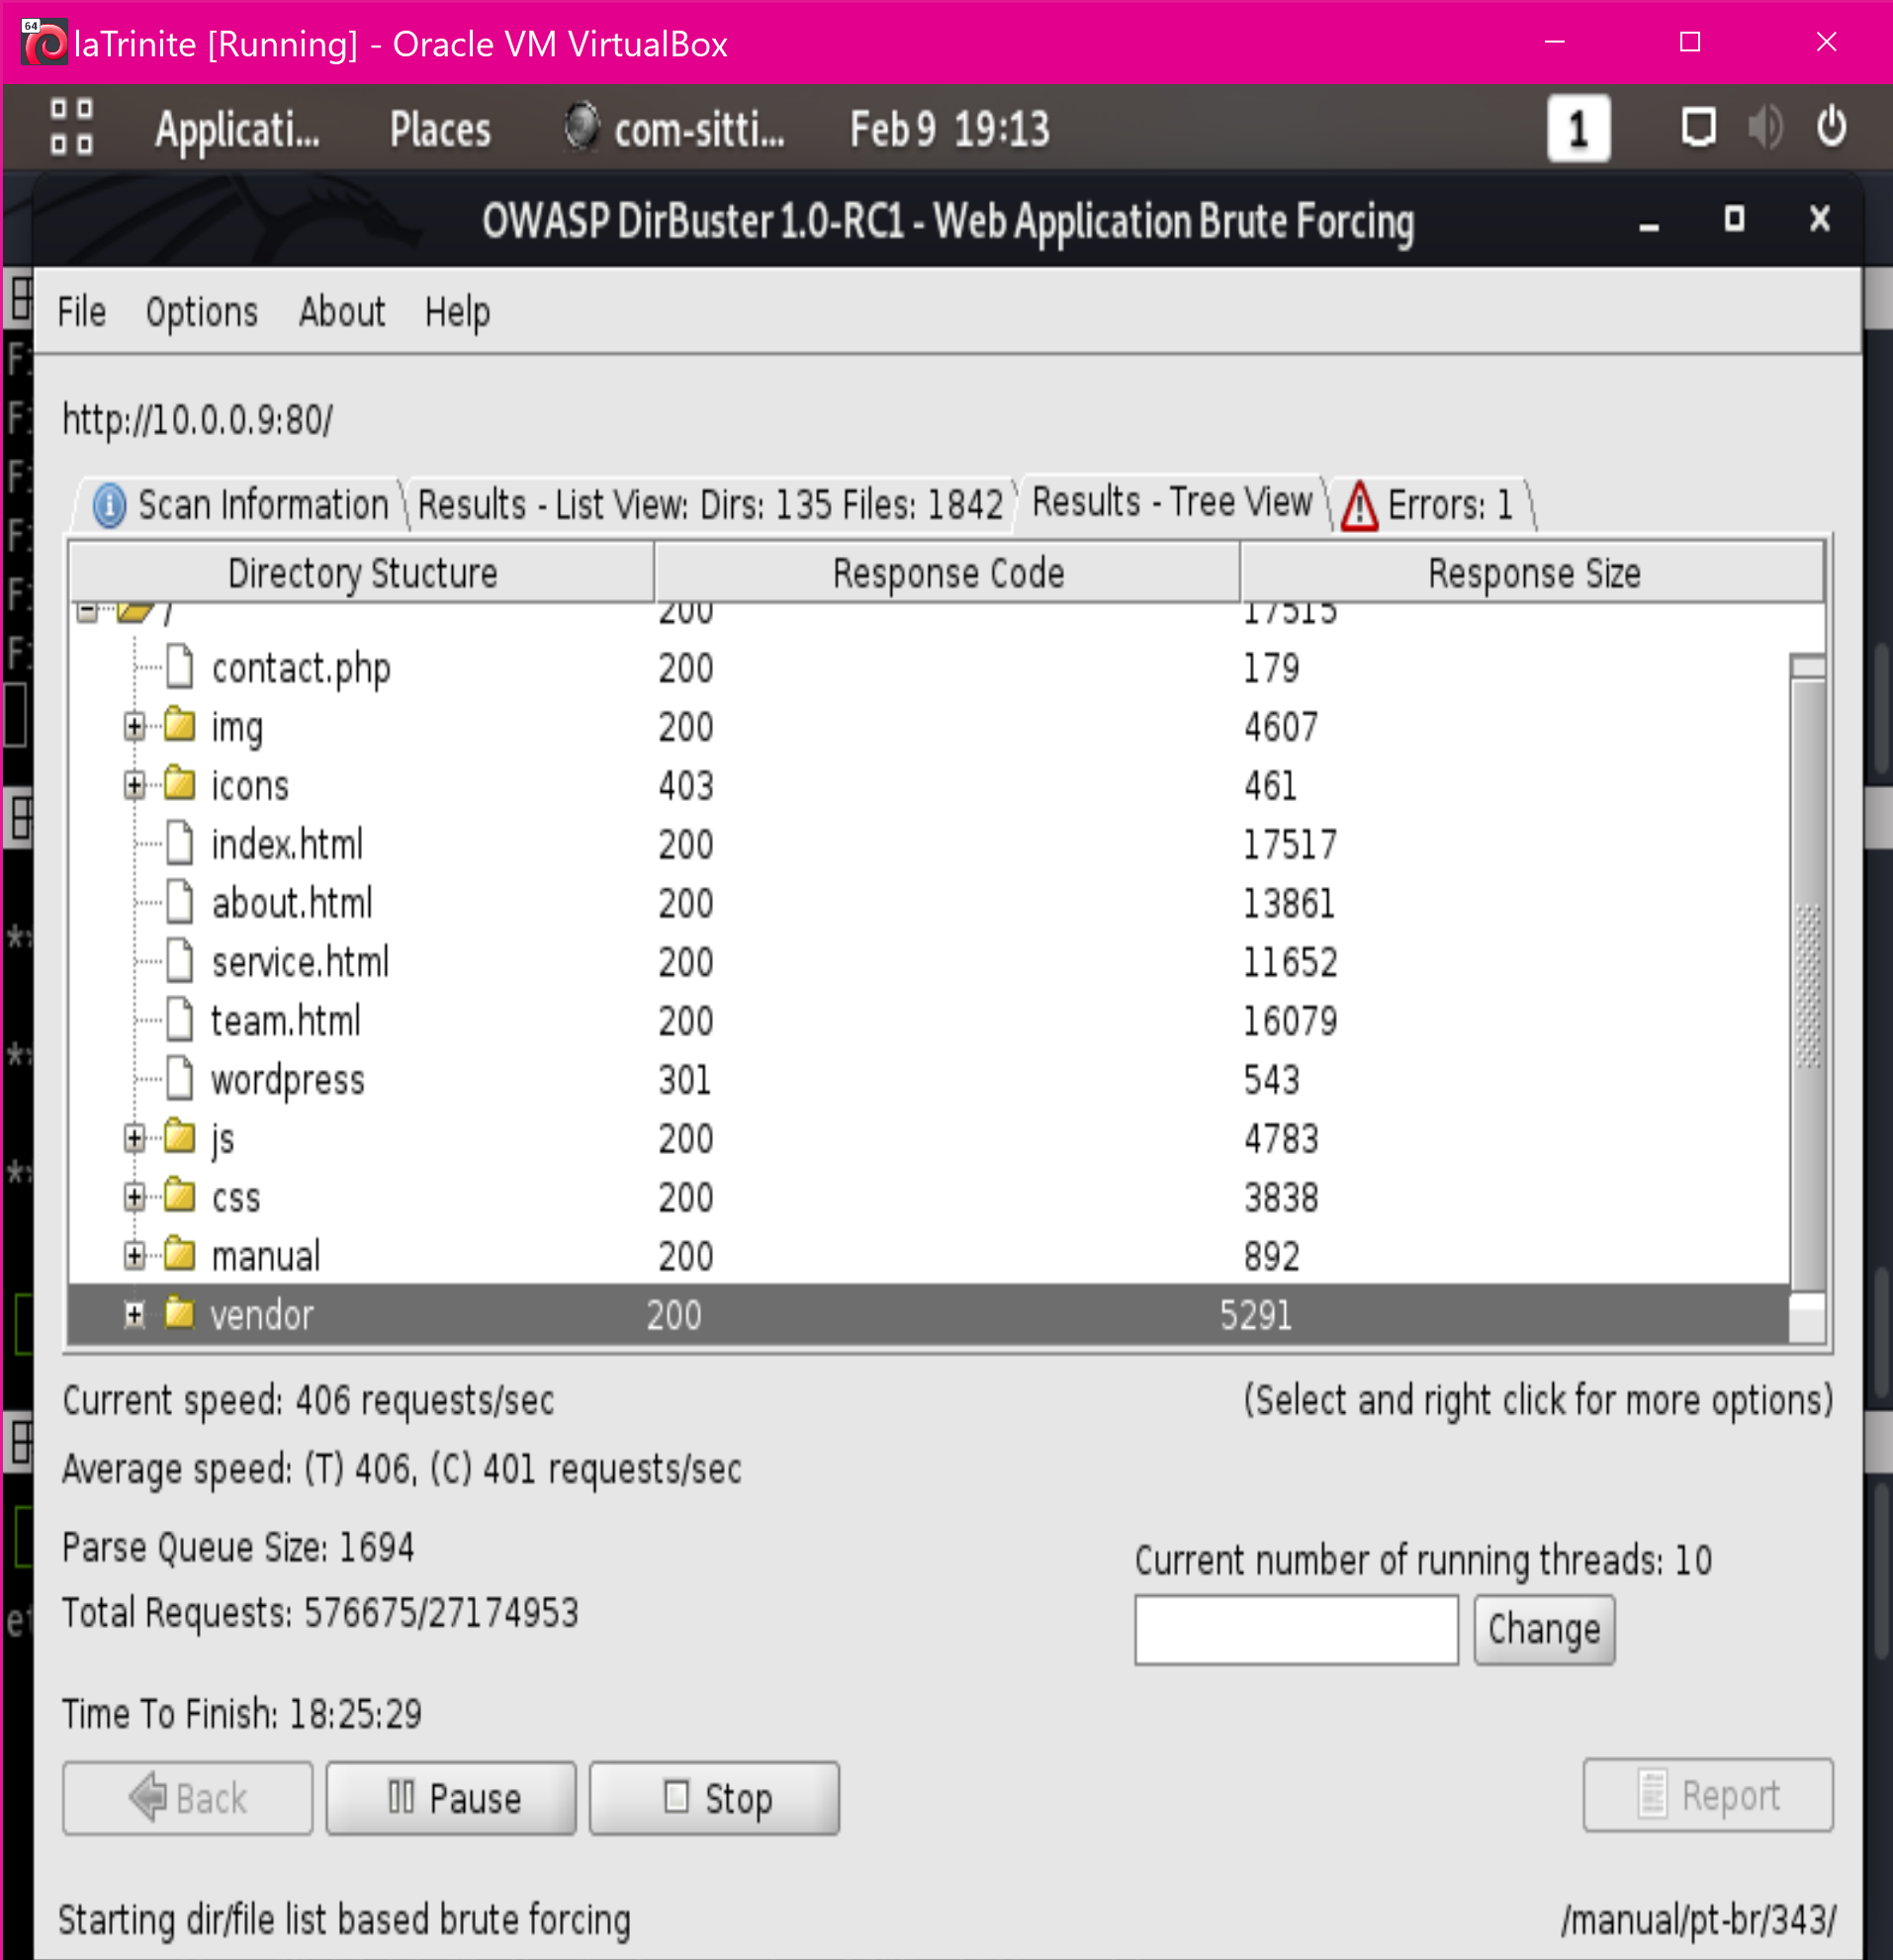 64
laTrinite [Running] - Oracle VM VirtualBox
Applicati... Places com-sitti... Feb 9 19:13 1
OWASP DirBuster 1.0-RC1 - Web Application Brute Forcing
File Options About Help
http://10.0.0.9:80/
Scan Information Results - List View: Dirs: 135 Files: 1842 Results - Tree View Errors: 1
Directory Stucture Response Code Response Size
/ 200 17515
contact.php 200 179
img 200 4607
icons 403 461
index.html 200 17517
about.html 200 13861
service.html 200 11652
team.html 200 16079
wordpress 301 543
js 200 4783
css 200 3838
manual 200 892
vendor 200 5291
Current speed: 406 requests/sec (Select and right click for more options)
Average speed: (T) 406, (C) 401 requests/sec
Parse Queue Size: 1694
Current number of running threads: 10
Total Requests: 576675/27174953
Change
Time To Finish: 18:25:29
Back Pause Stop Report
Starting dir/file list based brute forcing /manual/pt-br/343/